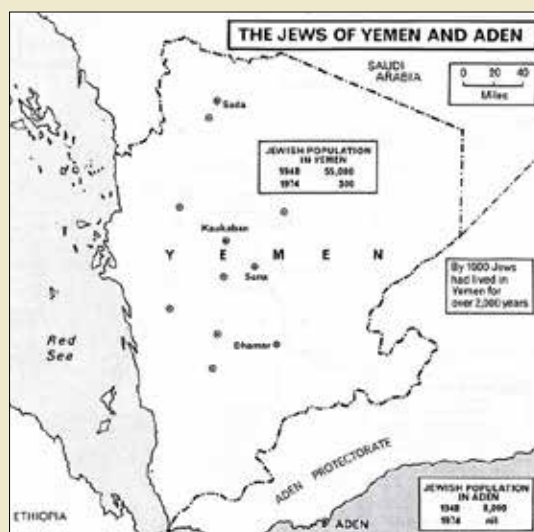 THE JEWS OF YEMEN AND ADEN
SAUDI
ARABIA
0 20 40
Miles
Sada
JEWISH POPULATION
IN YEMEN
1948 55,000
1974 500
Kaukaban
Y E M E N
Sana
By 1900 Jews
had lived in
Yemen for
over 2,000 years
Red
Sea
Dhamar
ADEN PROTECTORATE
JEWISH POPULATION
IN ADEN
1948 8,000
1974 nil
ETHIOPIA
ADEN